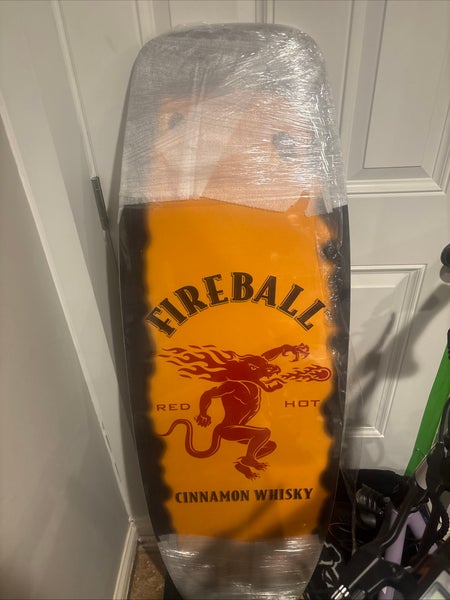 FIREBALL
RED HOT
CINNAMON WHISKY